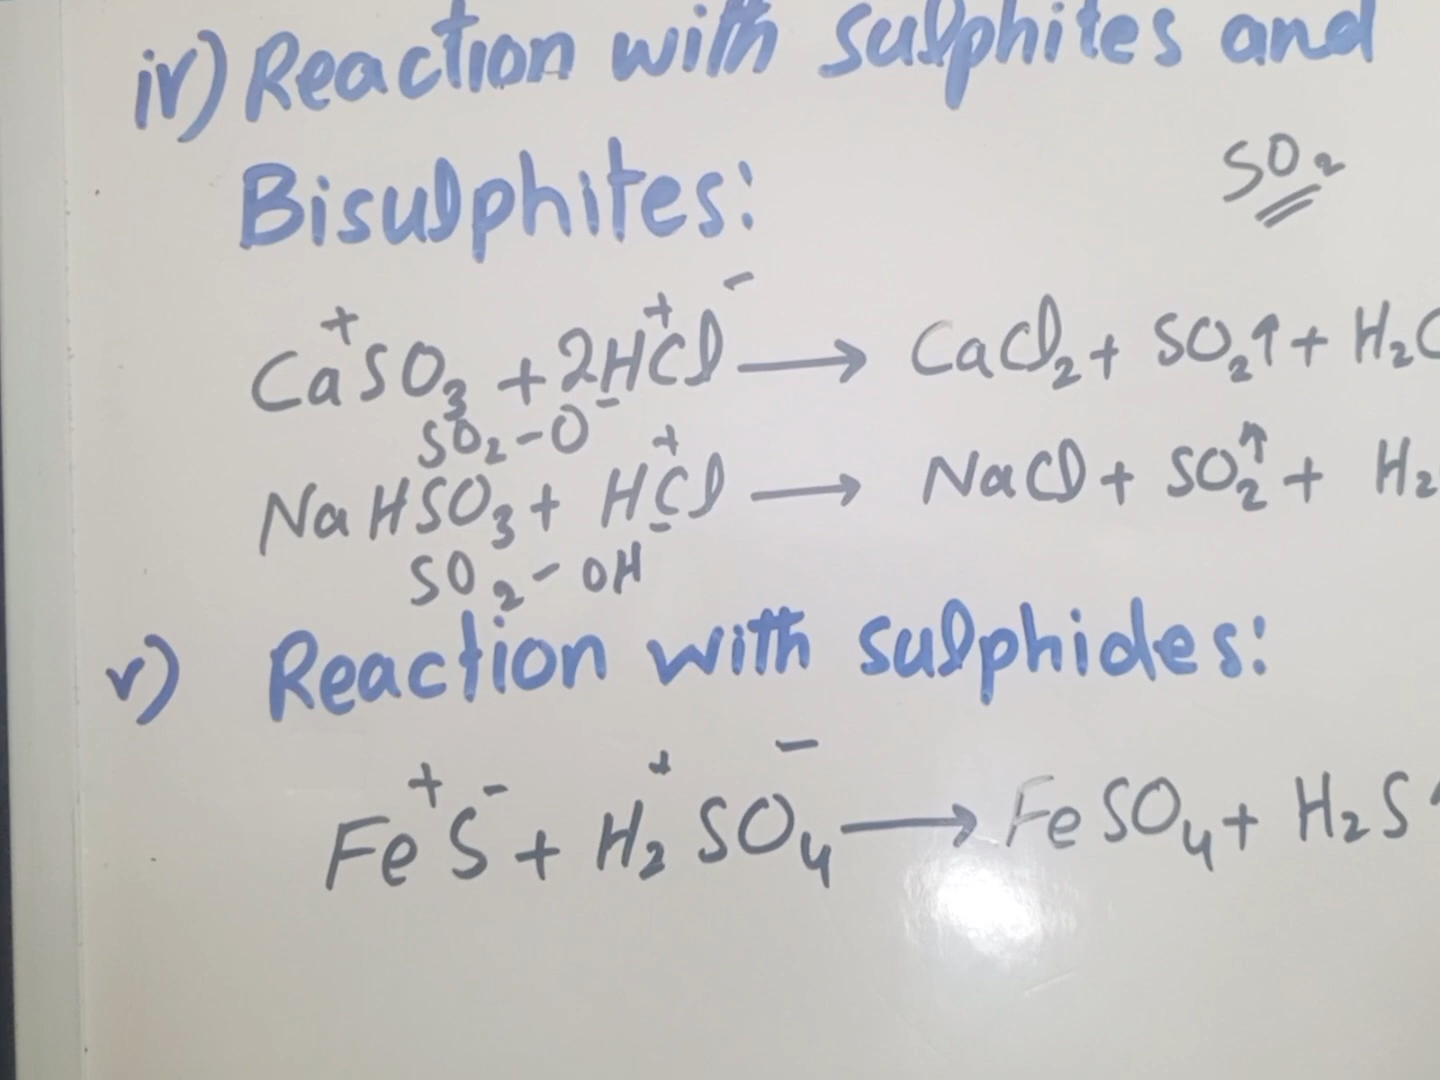 iv) Reaction with sulphites and
Bisulphites:
SO₂
+ + -
CaSO₃ + 2HCl → CaCl₂ + SO₂↑ + H₂O
SO₂-O⁻
+
NaHSO₃ + HCl → NaCl + SO₂↑ + H₂
-
SO₂-OH
v) Reaction with sulphides:
+ - + -
FeS + H₂SO₄ → FeSO₄ + H₂S